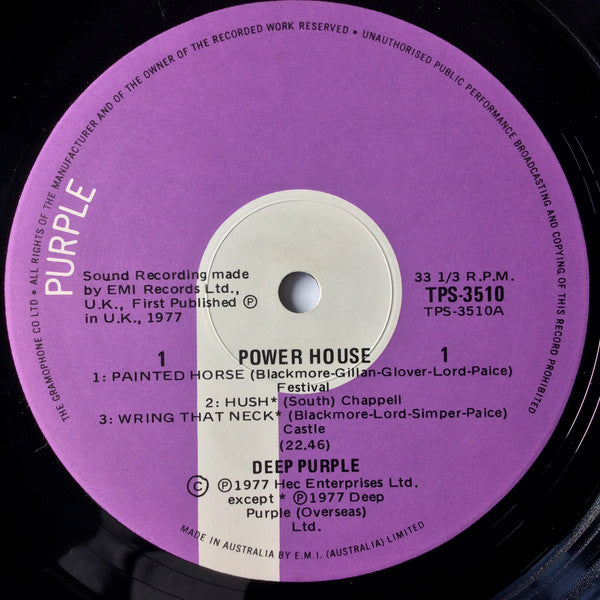 THE GRAMOPHONE CO LTD • ALL RIGHTS OF THE MANUFACTURER AND OF THE OWNER OF THE RECORDED WORK RESERVED • UNAUTHORISED PUBLIC PERFORMANCE BROADCASTING AND COPYING OF THIS RECORD PROHIBITED
PURPLE
Sound Recording made
by EMI Records Ltd.,
U.K., First Published ℗
in U.K., 1977
33 1/3 R.P.M.
TPS-3510
TPS-3510A
1 POWER HOUSE 1
1: PAINTED HORSE (Blackmore-Gillan-Glover-Lord-Paice)
Festival
2: HUSH* (South) Chappell
3: WRING THAT NECK* (Blackmore-Lord-Simper-Paice)
Castle
(22.46)
DEEP PURPLE
© ℗1977 Hec Enterprises Ltd.
except * ℗1977 Deep
Purple (Overseas)
Ltd.
MADE IN AUSTRALIA BY E.M.I. (AUSTRALIA) LIMITED